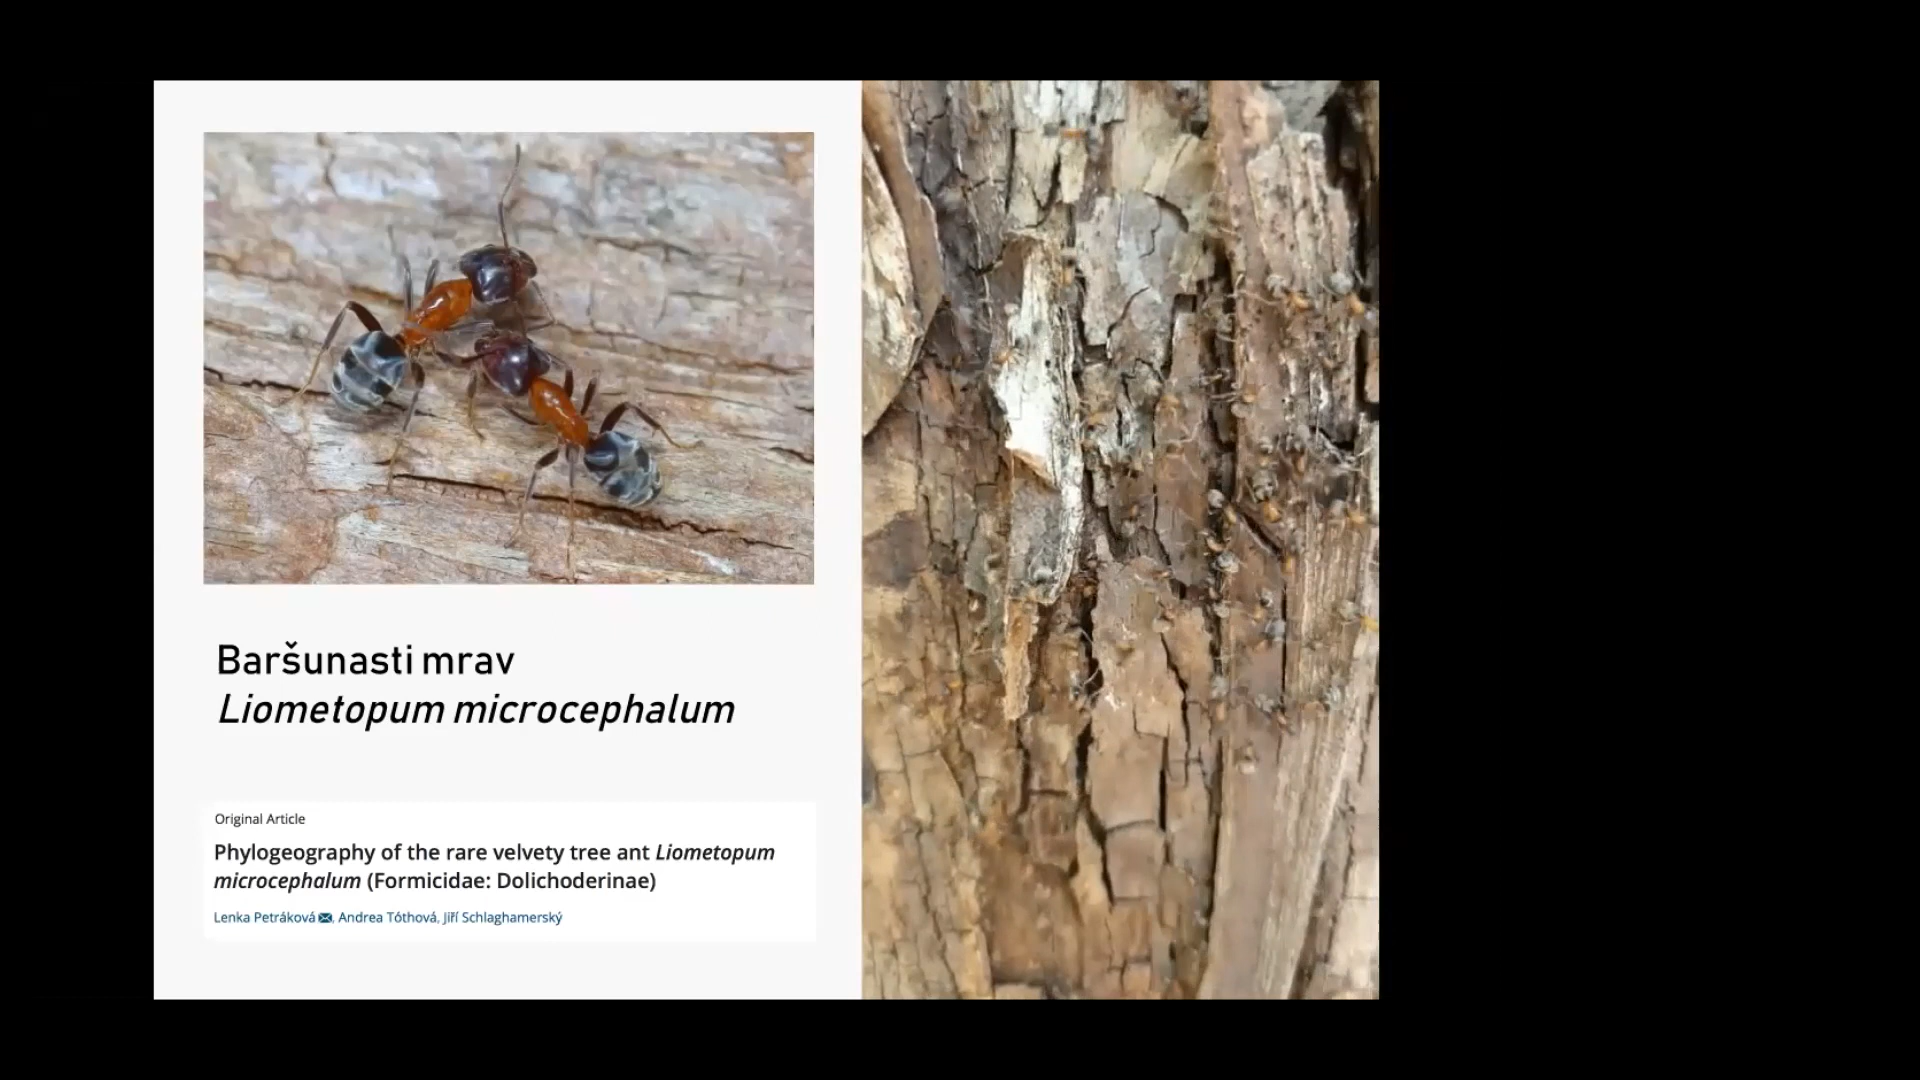 Baršunasti mrav
Liometopum microcephalum
Original Article
Phylogeography of the rare velvety tree ant Liometopum
microcephalum (Formicidae: Dolichoderinae)
Lenka Petráková, Andrea Tóthová, Jiří Schlaghamerský